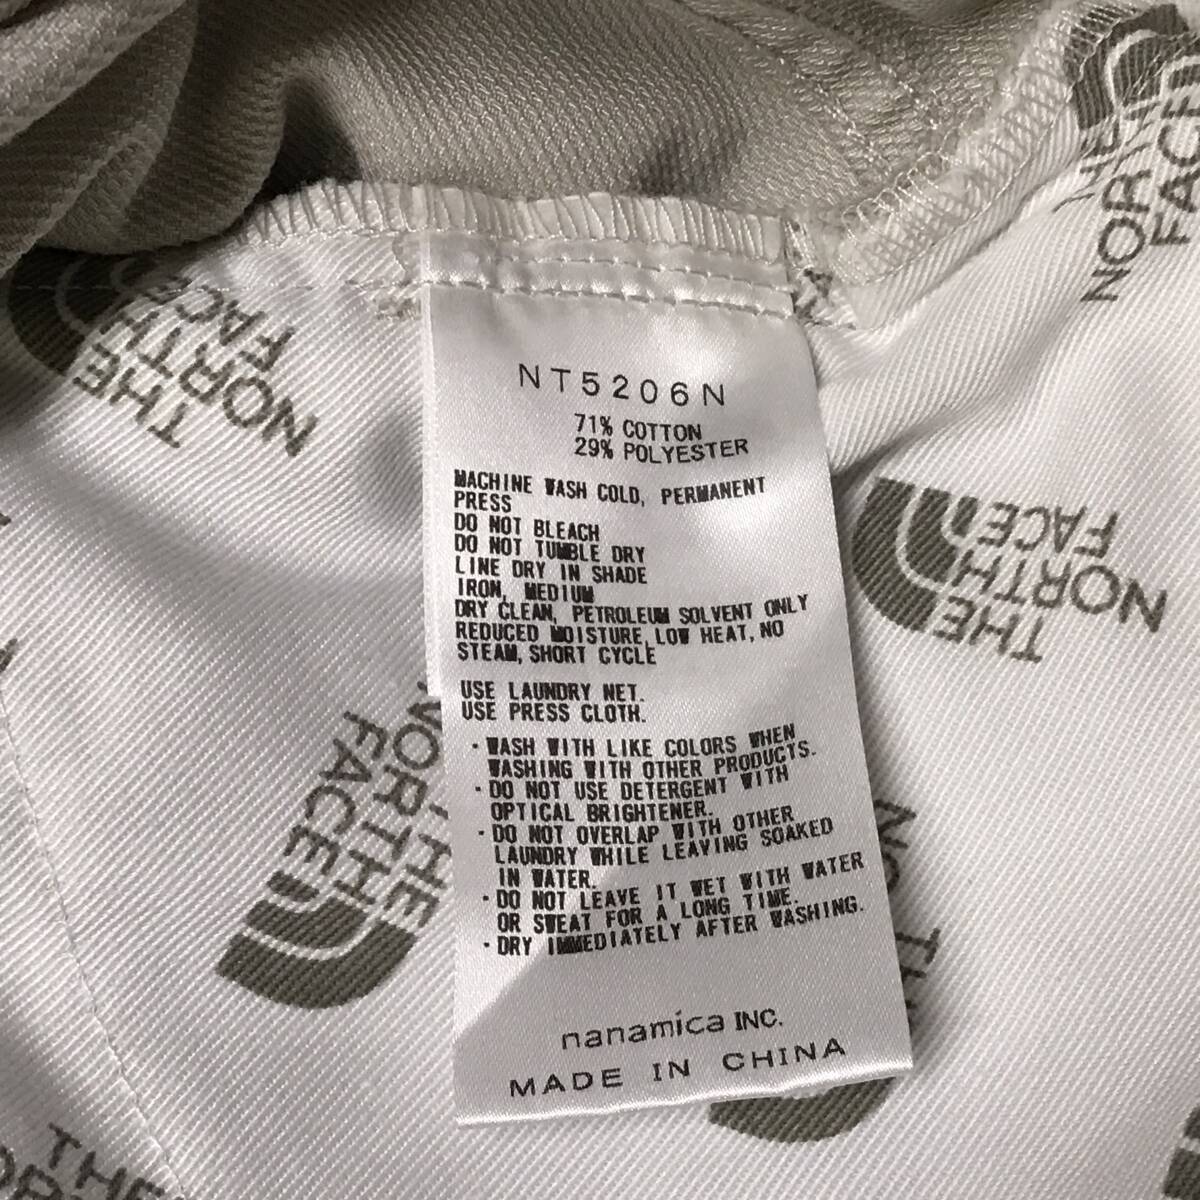 NT5206N
71% COTTON
29% POLYESTER
MACHINE WASH COLD, PERMANENT
PRESS
DO NOT BLEACH
DO NOT TUMBLE DRY
LINE DRY IN SHADE
IRON, MEDIUM
DRY CLEAN, PETROLEUM SOLVENT ONLY
REDUCED MOISTURE, LOW HEAT, NO
STEAM, SHORT CYCLE
USE LAUNDRY NET.
USE PRESS CLOTH.
· WASH WITH LIKE COLORS WHEN
WASHING WITH OTHER PRODUCTS.
· DO NOT USE DETERGENT WITH
OPTICAL BRIGHTENER.
· DO NOT OVERLAP WITH OTHER
LAUNDRY WHILE LEAVING SOAKED
IN WATER.
· DO NOT LEAVE IT WET WITH WATER
OR SWEAT FOR A LONG TIME.
· DRY IMMEDIATELY AFTER WASHING.
nanamica INC.
MADE IN CHINA
THE
NORTH
FACE
THE
NORTH
FACE
THE
NORTH
FACE
FACE
THE